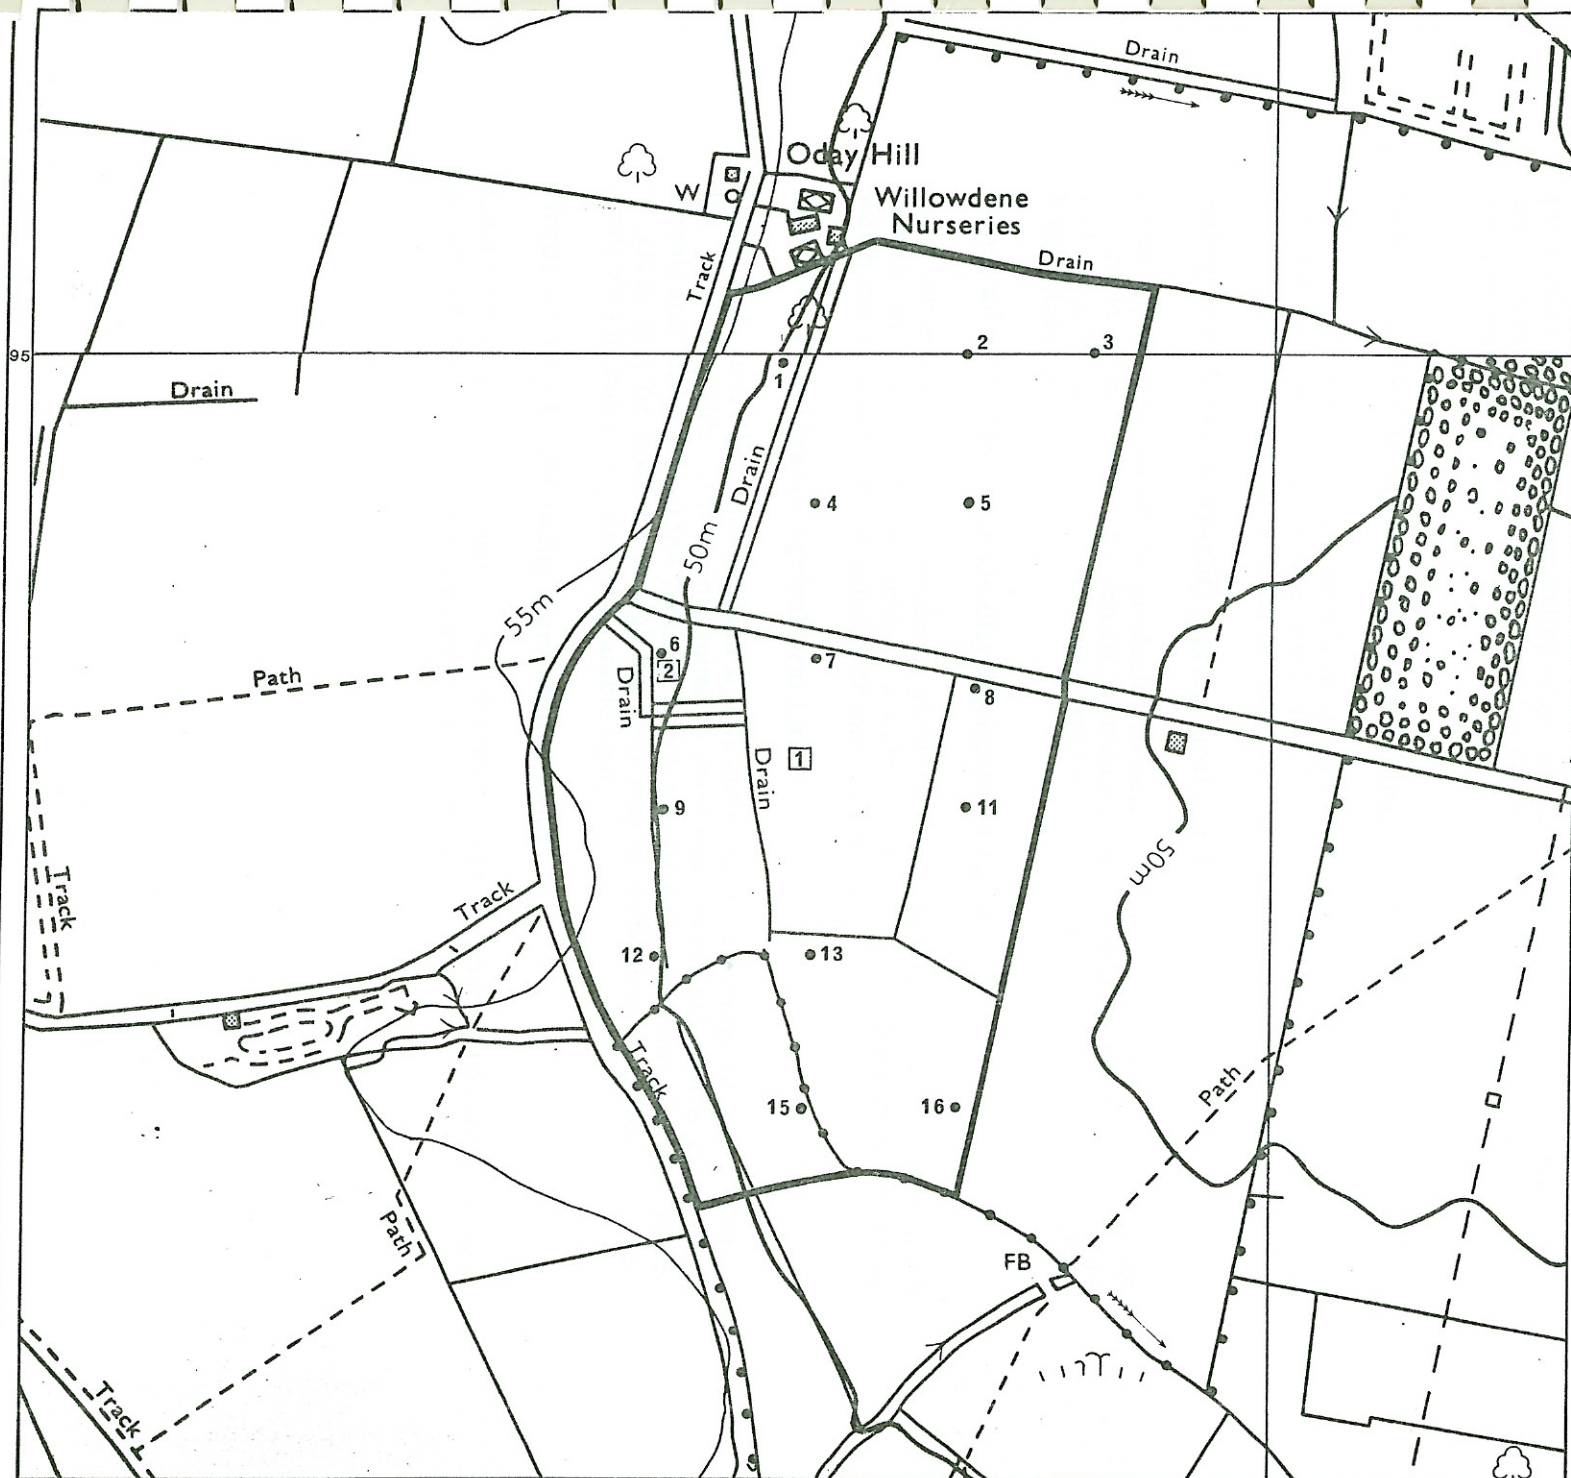 Drain
Oday Hill
W
Willowdene
Nurseries
Track
Drain
95
2
3
1
Drain
Drain
4
5
50m
55m
6
2
7
Path
Drain
8
1
Drain
9
11
50m
Track
Track
12
13
Track
Path
15
16
Path
FB
Track